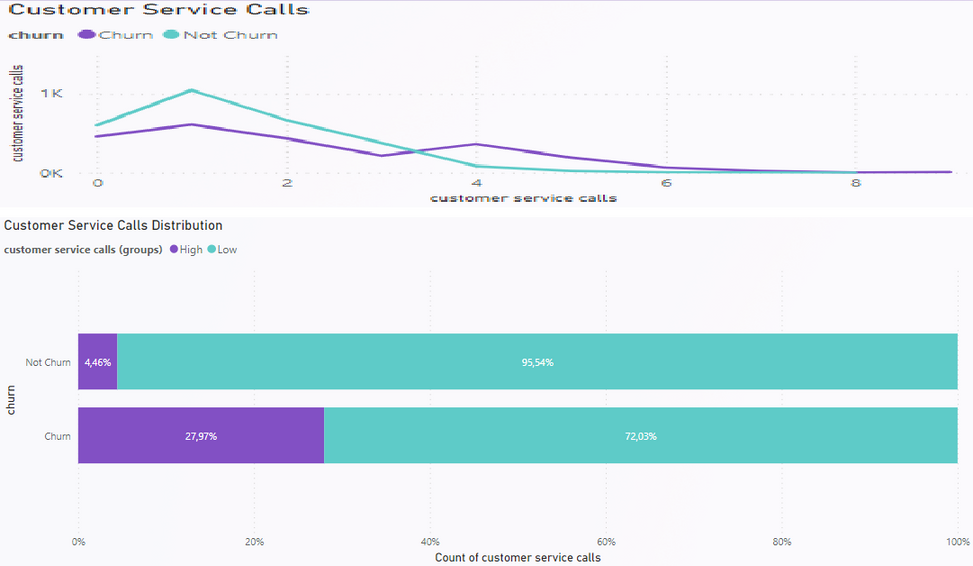 Customer Service Calls
churn Churn Not Churn
customer service calls
1K
0K
0 2 4 6 8
customer service calls
Customer Service Calls Distribution
customer service calls (groups) High Low
churn
Not Churn 4,46% 95,54%
Churn 27,97% 72,03%
0% 20% 40% 60% 80% 100%
Count of customer service calls